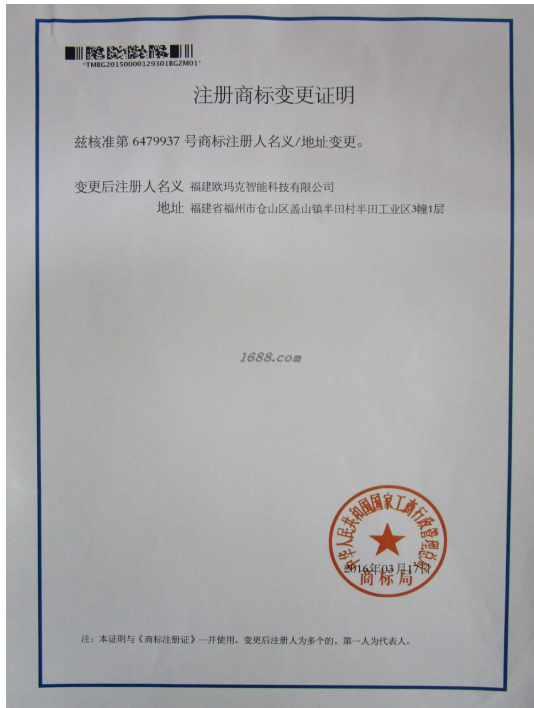 *TMBG20150000129301BGZM01*
注册商标变更证明
兹核准第 6479937 号商标注册人名义/地址变更。
变更后注册人名义 福建欧玛克智能科技有限公司
地址 福建省福州市仓山区盖山镇半田村半田工业区3幢1层
1688.com
中华人民共和国国家工商行政管理总局
2016年03月17日
商标局
注：本证明与《商标注册证》一并使用。变更后注册人为多个的，第一人为代表人。